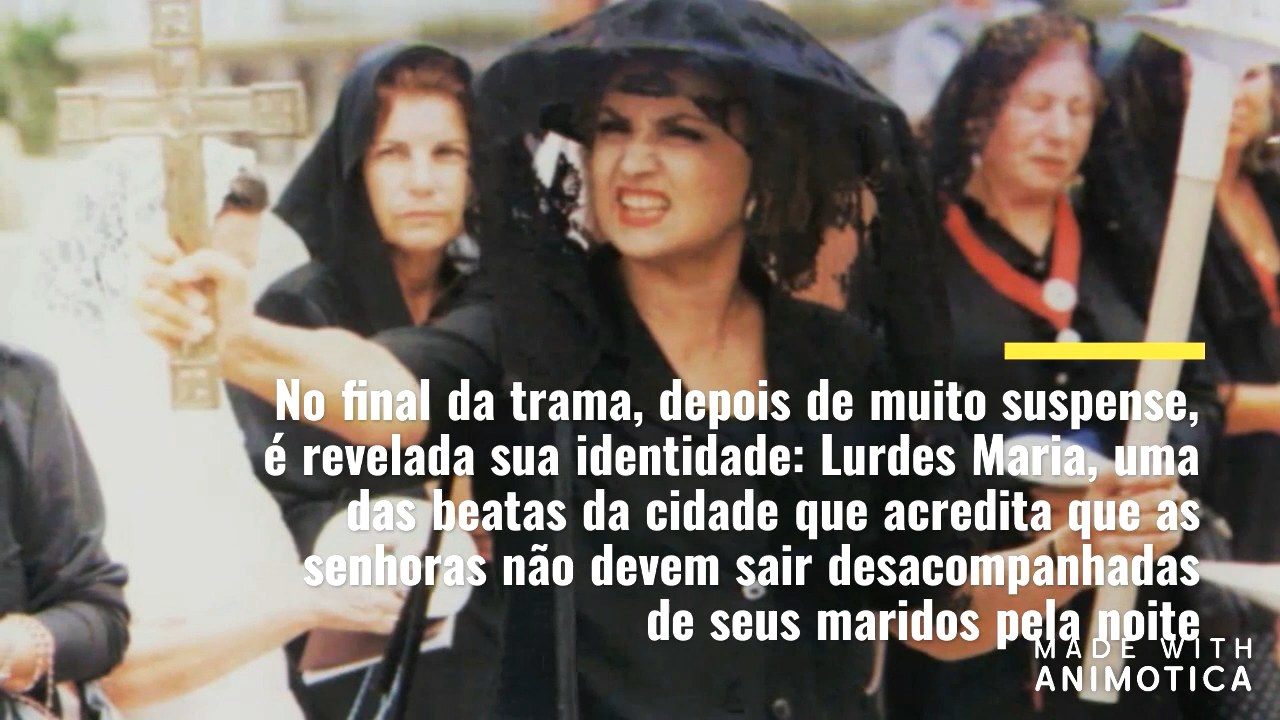 No final da trama, depois de muito suspense,
é revelada sua identidade: Lurdes Maria, uma
das beatas da cidade que acredita que as
senhoras não devem sair desacompanhadas
de seus maridos pela noite
MADE WITH
ANIMOTICA